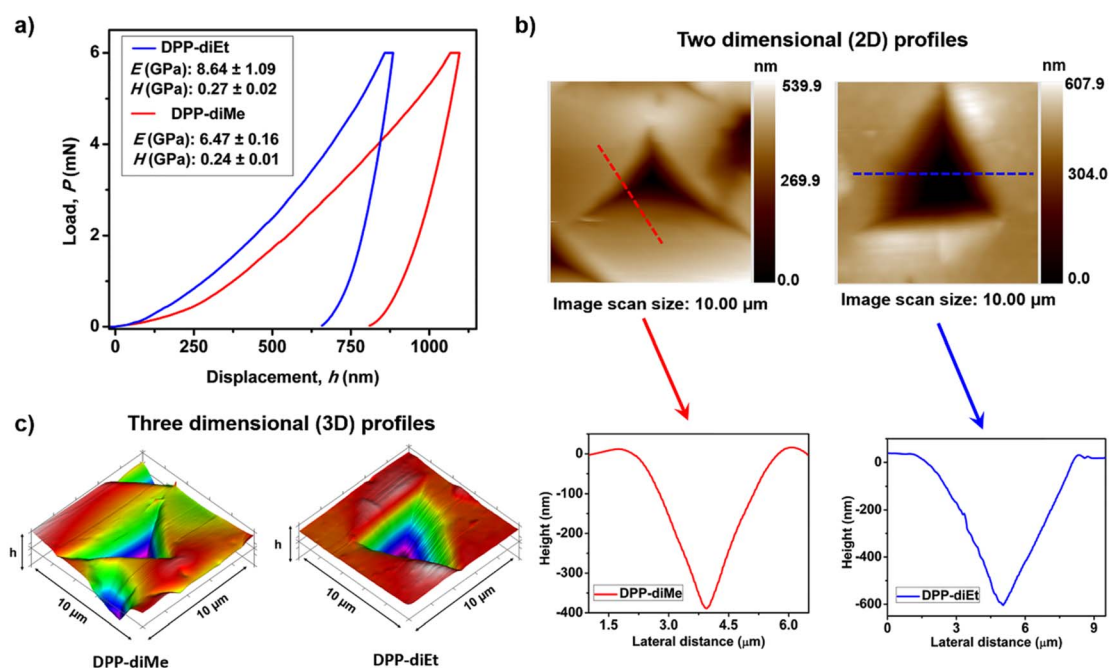 a)
DPP-diEt
E (GPa): 8.64 ± 1.09
H (GPa): 0.27 ± 0.02
DPP-diMe
E (GPa): 6.47 ± 0.16
H (GPa): 0.24 ± 0.01
6
4
2
0
Load, P (mN)
0 250 500 750 1000
Displacement, h (nm)
b)
Two dimensional (2D) profiles
nm
539.9
269.9
0.0
Image scan size: 10.00 µm
nm
607.9
304.0
0.0
Image scan size: 10.00 µm
0
-100
-200
-300
-400
Height (nm)
DPP-diMe
1.5 3.0 4.5 6.0
Lateral distance (µm)
0
-200
-400
-600
Height (nm)
DPP-diEt
0 3 6 9
Lateral distance (µm)
c)
Three dimensional (3D) profiles
h
10 µm
10 µm
DPP-diMe
h
10 µm
10 µm
DPP-diEt